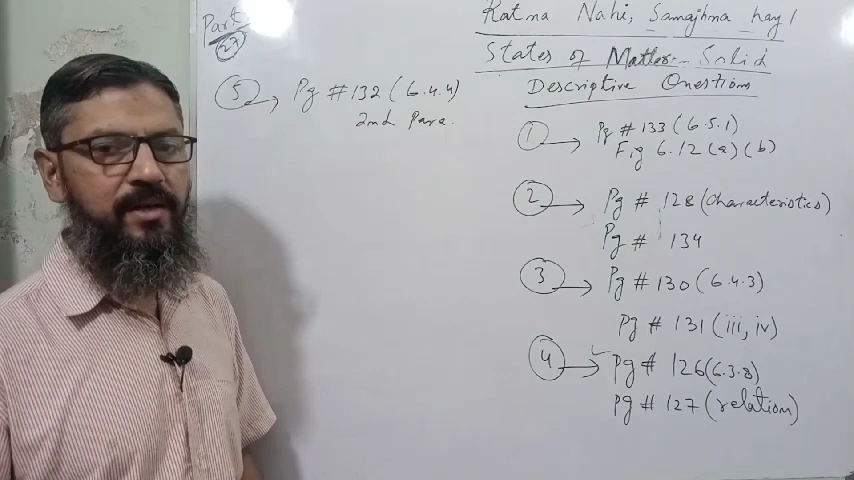 Part
27
Ratna Nahi, Samajhna hay!
States of Matter - Solid
Descriptive Questions
5 → Pg # 132 (6.4.4)
2nd Para.
1 → Pg # 133 (6.5.1)
Fig 6.12 (a) (b)
2 → Pg # 128 (Characteristics)
Pg # 134
3 → Pg # 130 (6.4.3)
Pg # 131 (iii, iv)
4 → Pg # 126 (6.3.8)
Pg # 127 (relation)